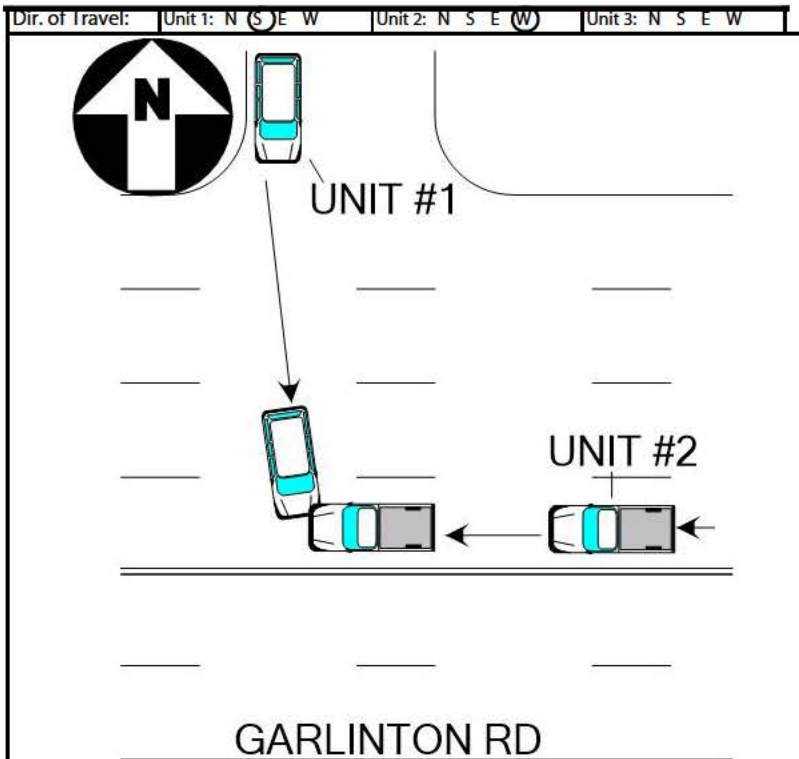 Dir. of Travel: Unit 1: N S E W Unit 2: N S E W Unit 3: N S E W
N
UNIT #1
UNIT #2
GARLINTON RD